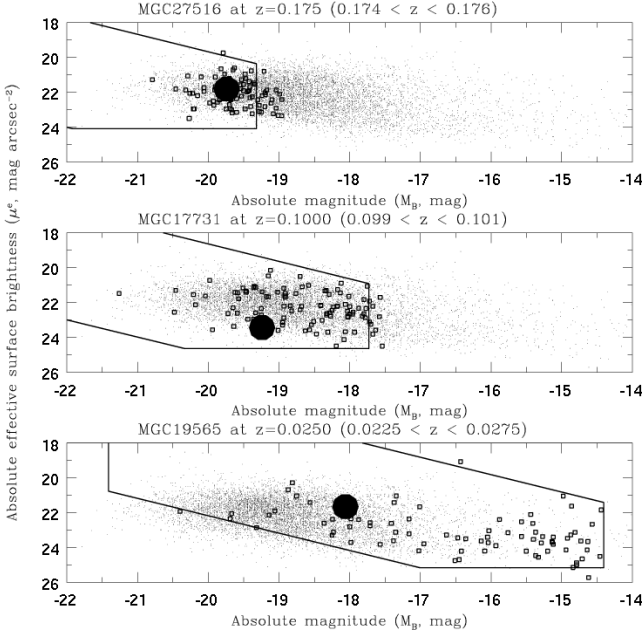 MGC27516 at z=0.175 (0.174 < z < 0.176)
18
20
22
24
26
-22 -21 -20 -19 -18 -17 -16 -15 -14
Absolute magnitude (M_B, mag)
MGC17731 at z=0.1000 (0.099 < z < 0.101)
18
20
22
24
26
-22 -21 -20 -19 -18 -17 -16 -15 -14
Absolute magnitude (M_B, mag)
MGC19565 at z=0.0250 (0.0225 < z < 0.0275)
18
20
22
24
26
-22 -21 -20 -19 -18 -17 -16 -15 -14
Absolute magnitude (M_B, mag)
Absolute effective surface brightness (μᵉ, mag arcsec⁻²)